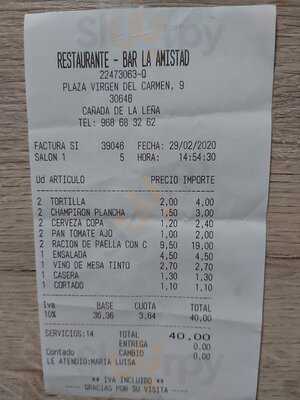 RESTAURANTE - BAR LA AMISTAD
22473063-Q
PLAZA VIRGEN DEL CARMEN, 9
30648
CAÑADA DE LA LEÑA
TEL: 968 68 32 62
FACTURA SI 39046 FECHA: 29/02/2020
SALON 1 5 HORA: 14:54:30
Ud ARTICULO PRECIO IMPORTE
2 TORTILLA 2,00 4,00
2 CHAMPIÑON PLANCHA 1,50 3,00
2 CERVEZA COPA 1,20 2,40
2 PAN TOMATE AJO 1,00 2,00
2 RACION DE PAELLA CON C 9,50 19,00
1 ENSALADA 4,50 4,50
1 VINO DE MESA TINTO 2,70 2,70
1 CASERA 1,30 1,30
1 CORTADO 1,10 1,10
Iva BASE CUOTA TOTAL
10% 36,36 3,64 40.00
SERVICIOS:14 TOTAL 40.00
ENTREGA 0.00
Contado CAMBIO 0.00
LE ATENDIO:MARIA LUISA
** IVA INCLUIDO **
GRACIAS POR SU VISITA